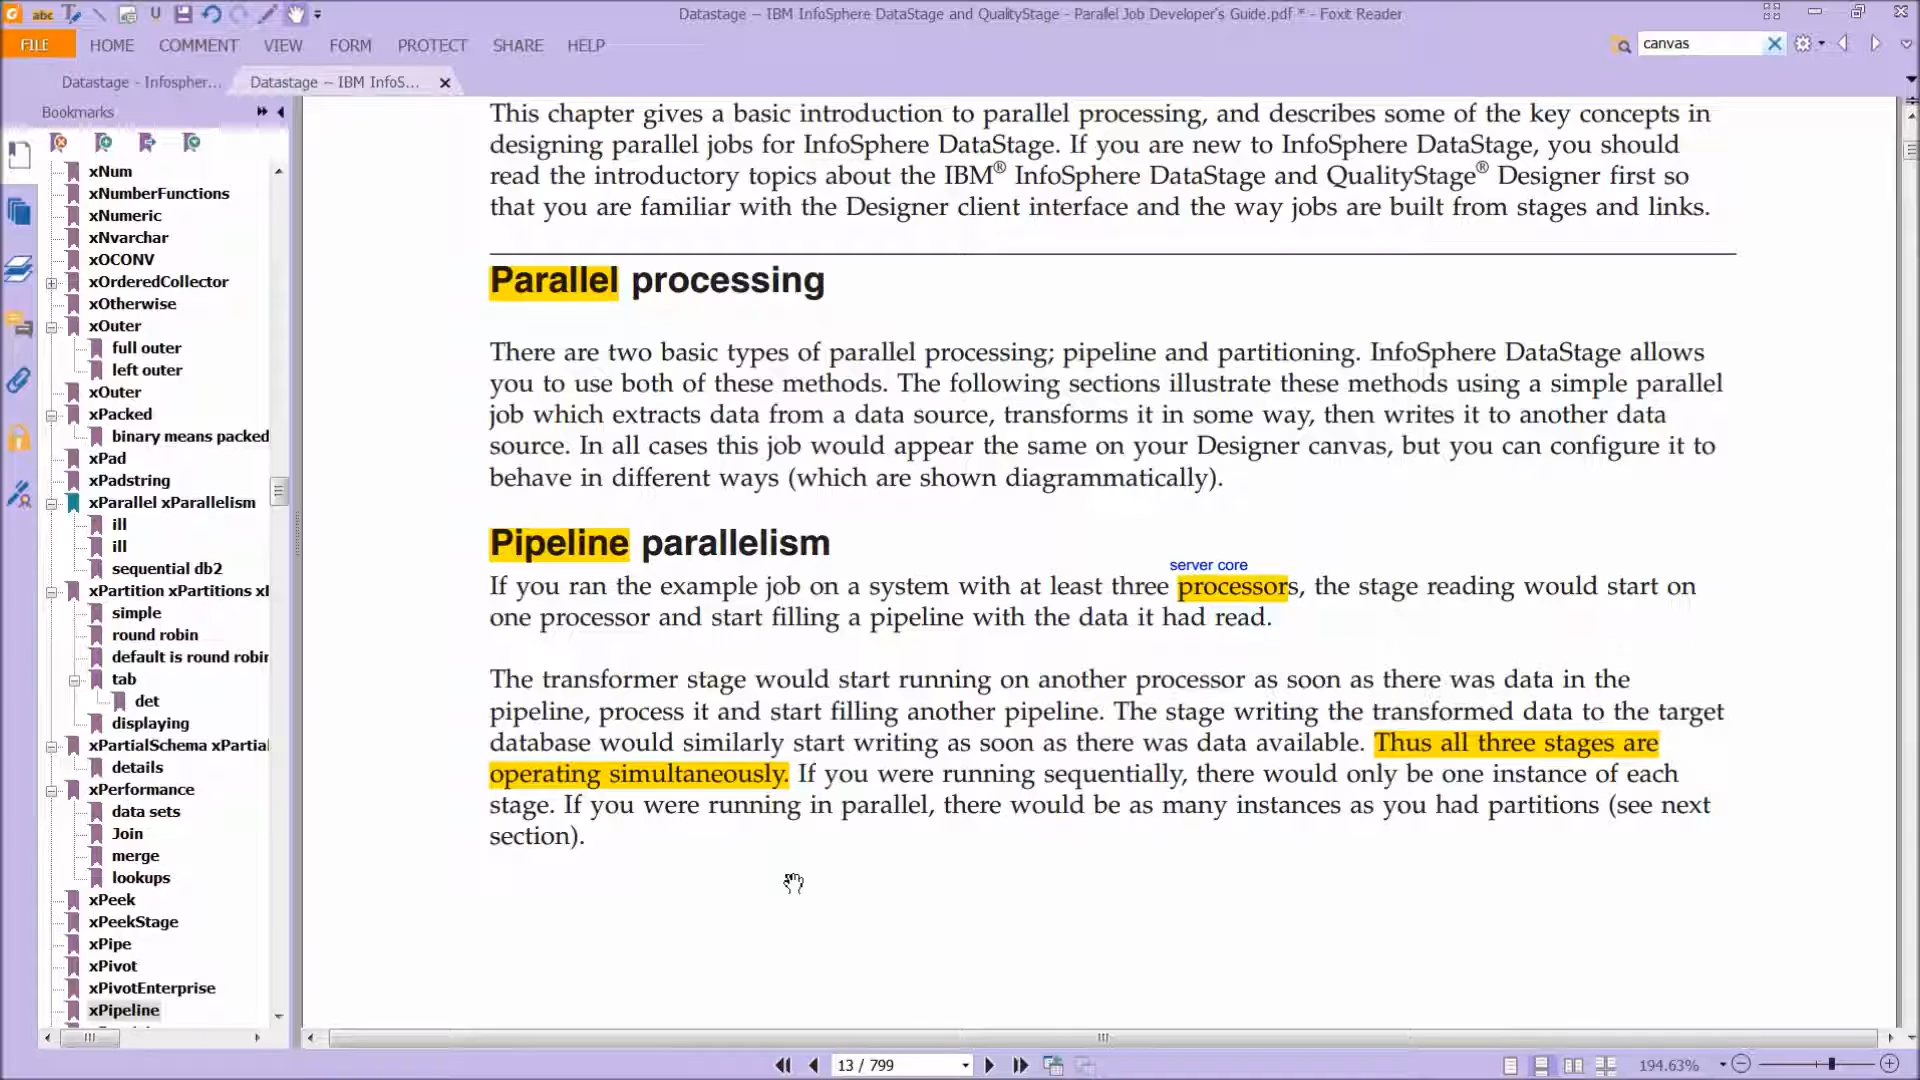 abc
U
Datastage – IBM InfoSphere DataStage and QualityStage - Parallel Job Developer's Guide.pdf * - Foxit Reader
FILE HOME COMMENT VIEW FORM PROTECT SHARE HELP
canvas
Datastage - Infospher... Datastage – IBM InfoS...
Bookmarks
xNum
xNumberFunctions
xNumeric
xNvarchar
xOCONV
xOrderedCollector
xOtherwise
xOuter
full outer
left outer
xOuter
xPacked
binary means packed
xPad
xPadstring
xParallel xParallelism
ill
ill
sequential db2
xPartition xPartitions xI
simple
round robin
default is round robin
tab
det
displaying
xPartialSchema xPartial
details
xPerformance
data sets
Join
merge
lookups
xPeek
xPeekStage
xPipe
xPivot
xPivotEnterprise
xPipeline
This chapter gives a basic introduction to parallel processing, and describes some of the key concepts in
designing parallel jobs for InfoSphere DataStage. If you are new to InfoSphere DataStage, you should
read the introductory topics about the IBM® InfoSphere DataStage and QualityStage® Designer first so
that you are familiar with the Designer client interface and the way jobs are built from stages and links.
Parallel processing
There are two basic types of parallel processing; pipeline and partitioning. InfoSphere DataStage allows
you to use both of these methods. The following sections illustrate these methods using a simple parallel
job which extracts data from a data source, transforms it in some way, then writes it to another data
source. In all cases this job would appear the same on your Designer canvas, but you can configure it to
behave in different ways (which are shown diagrammatically).
Pipeline parallelism
server core
If you ran the example job on a system with at least three processors, the stage reading would start on
one processor and start filling a pipeline with the data it had read.
The transformer stage would start running on another processor as soon as there was data in the
pipeline, process it and start filling another pipeline. The stage writing the transformed data to the target
database would similarly start writing as soon as there was data available. Thus all three stages are
operating simultaneously. If you were running sequentially, there would only be one instance of each
stage. If you were running in parallel, there would be as many instances as you had partitions (see next
section).
13 / 799
194.63%